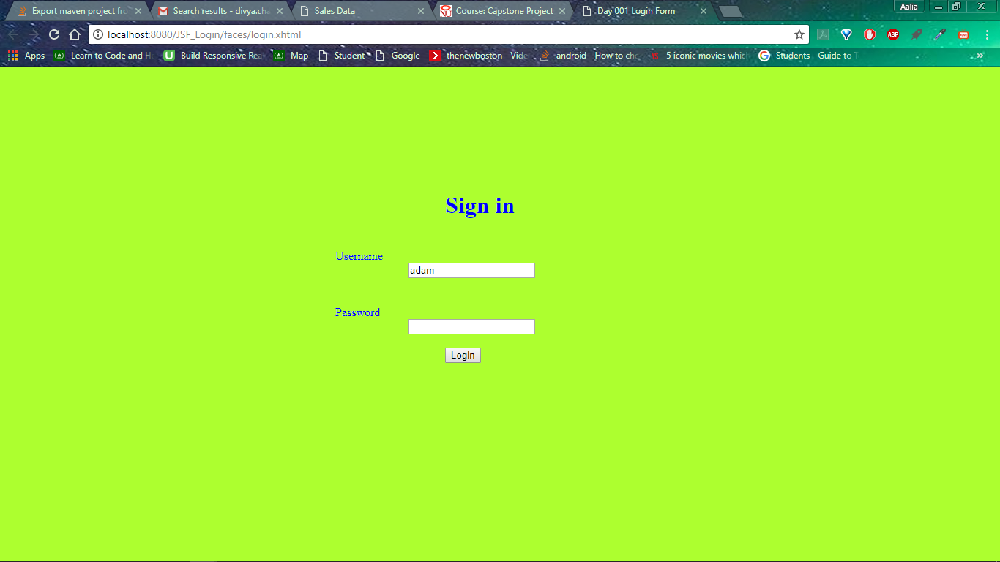 Export maven project fro Search results - divya.cha Sales Data Course: Capstone Project Day 001 Login Form Aalia
localhost:8080/JSF_Login/faces/login.xhtml ABP
Apps Learn to Code and H Build Responsive Rea Map Student Google thenewboston - Vide android - How to che 5 iconic movies which Students - Guide to T »
Sign in
Username
adam
Password
Login